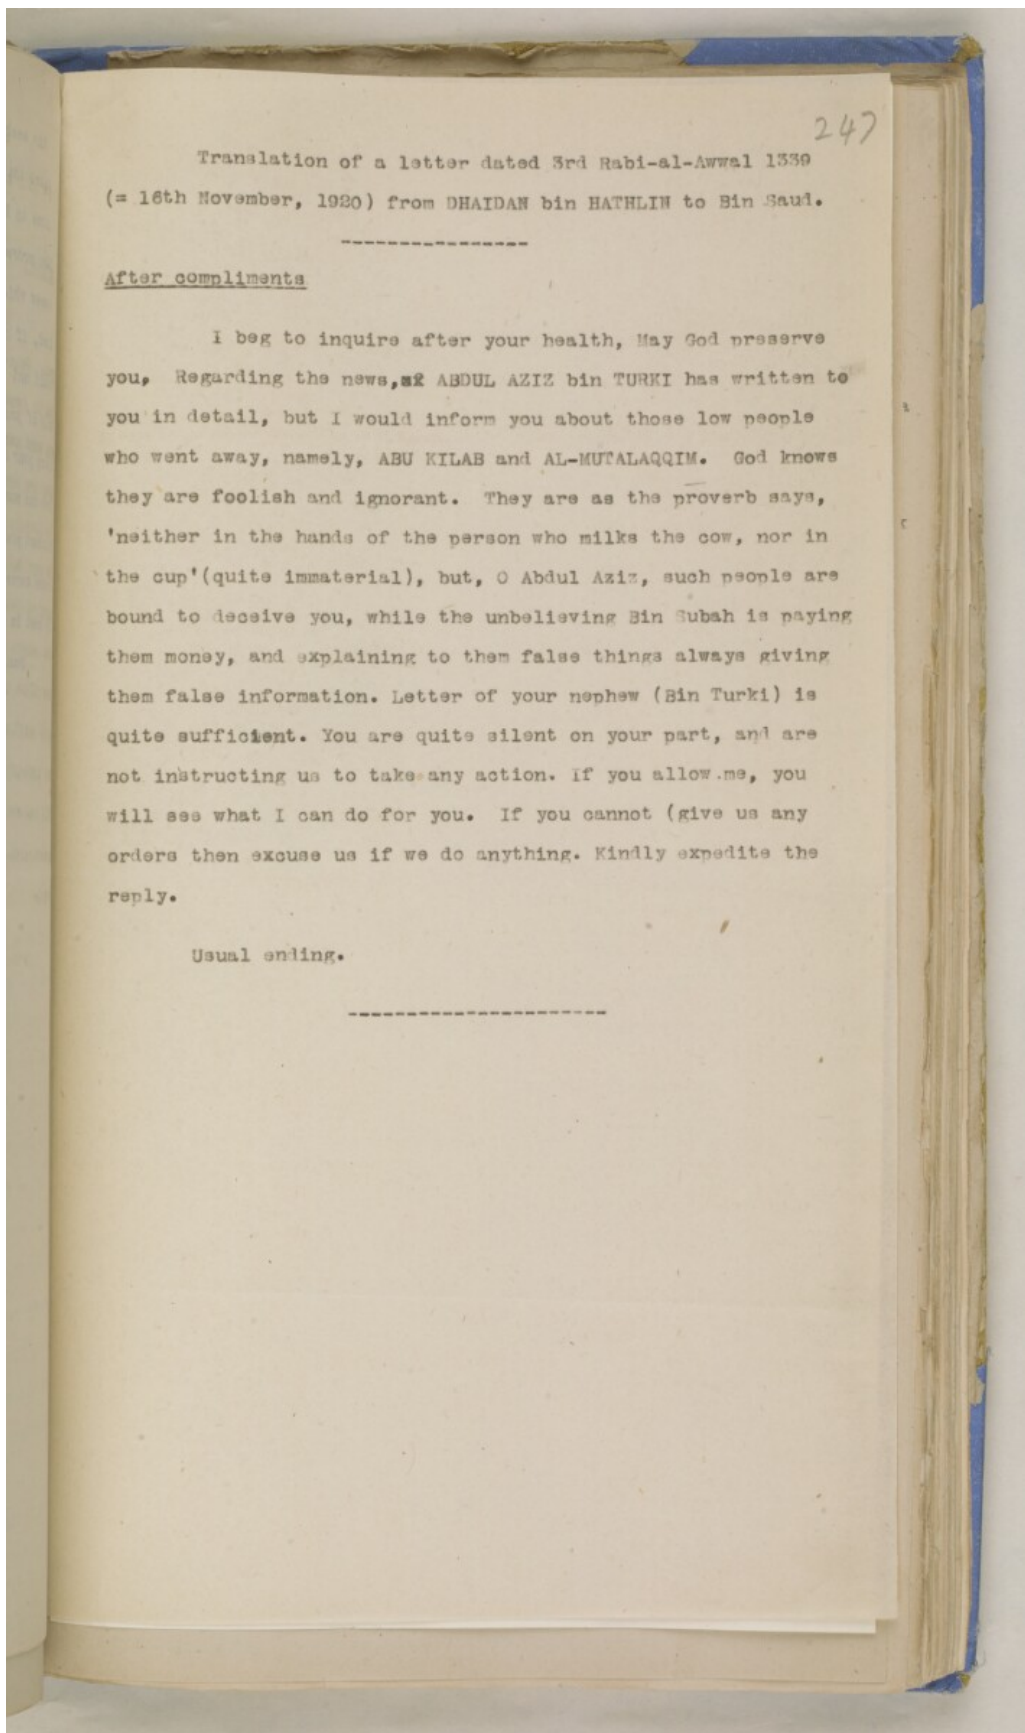 247
Translation of a letter dated 3rd Rabi-al-Awwal 1339
(= 16th November, 1920) from DHAIDAN bin HATHLIN to Bin Saud.
----------------
After compliments
I beg to inquire after your health, May God preserve
you, Regarding the news, ABDUL AZIZ bin TURKI has written to
you in detail, but I would inform you about those low people
who went away, namely, ABU KILAB and AL-MUTALAQQIM. God knows
they are foolish and ignorant. They are as the proverb says,
'neither in the hands of the person who milks the cow, nor in
the cup'(quite immaterial), but, O Abdul Aziz, such people are
bound to deceive you, while the unbelieving Bin Subah is paying
them money, and explaining to them false things always giving
them false information. Letter of your nephew (Bin Turki) is
quite sufficient. You are quite silent on your part, and are
not instructing us to take any action. If you allow.me, you
will see what I can do for you. If you cannot (give us any
orders then excuse us if we do anything. Kindly expedite the
reply.
Usual ending.
----------------------